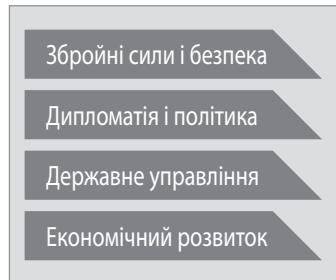 Збройні сили і безпека
Дипломатія і політика
Державне управління
Економічний розвиток